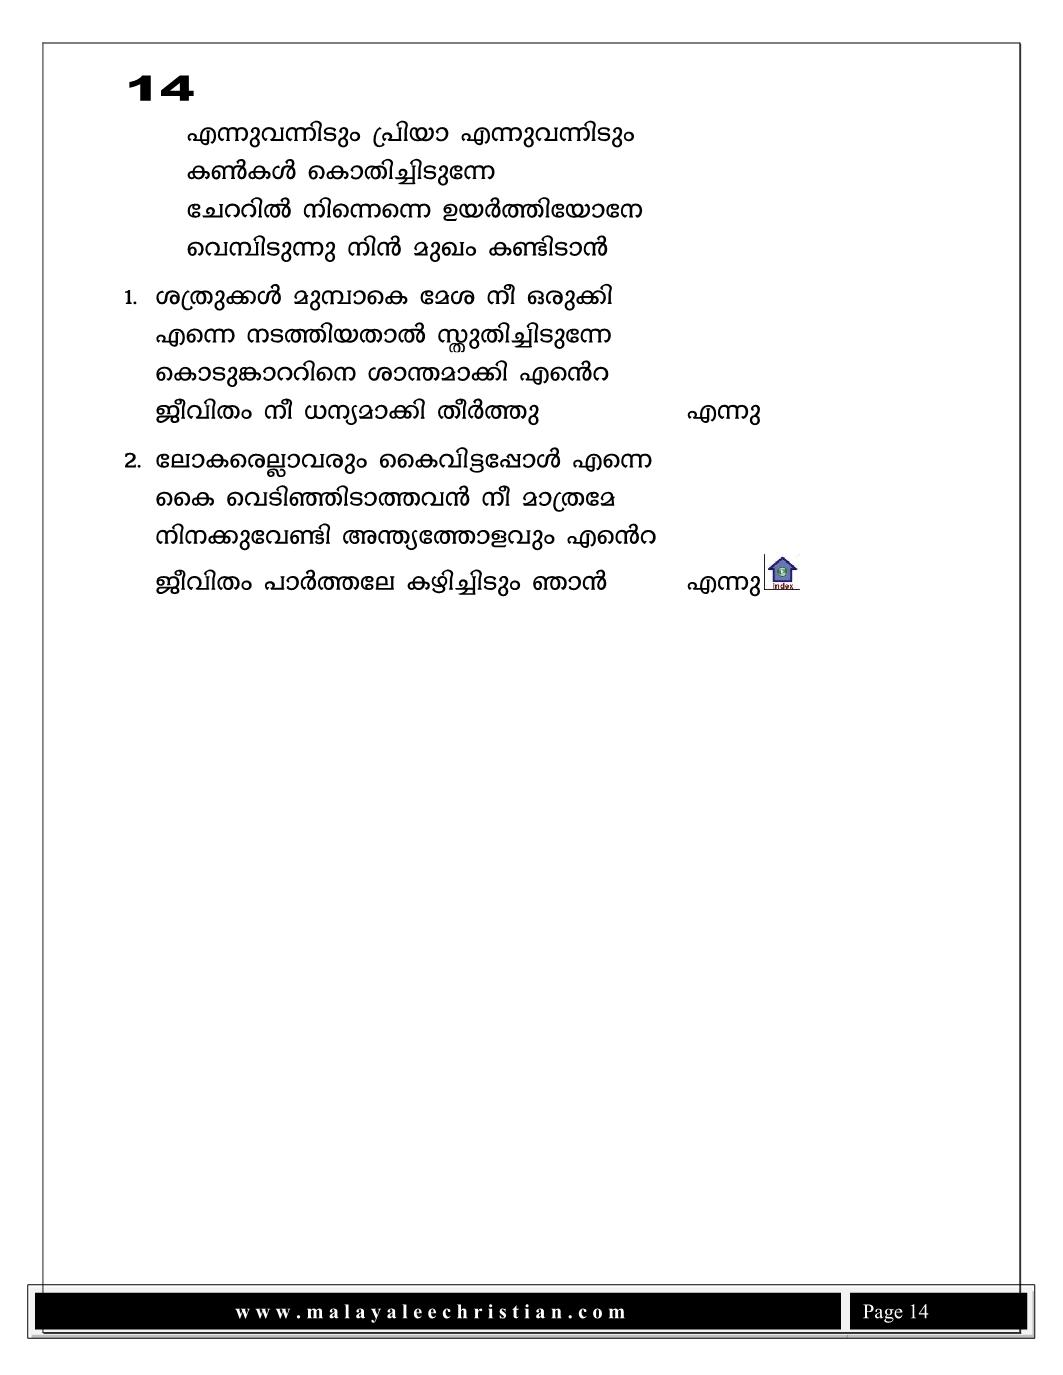 14
എന്നുവന്നിടും പ്രിയാ എന്നുവന്നിടും
കൺകൾ കൊതിച്ചിടുന്നേ
ചേററിൽ നിന്നെന്നെ ഉയർത്തിയോനേ
വെമ്പിടുന്നു നിൻ മുഖം കണ്ടിടാൻ
1. ശത്രുക്കൾ മുമ്പാകെ മേശ നീ ഒരുക്കി
എന്നെ നടത്തിയതാൽ സ്തുതിച്ചിടുന്നേ
കൊടുങ്കാററിനെ ശാന്തമാക്കി എൻെറ
ജീവിതം നീ ധന്യമാക്കി തീർത്തു എന്നു
2. ലോകരെല്ലാവരും കൈവിട്ടപ്പോൾ എന്നെ
കൈ വെടിഞ്ഞിടാത്തവൻ നീ മാത്രമേ
നിനക്കുവേണ്ടി അന്ത്യത്തോളവും എൻെറ
ജീവിതം പാർത്തലേ കഴിച്ചിടും ഞാൻ എന്നു
Index
www.malayaleechristian.com Page 14